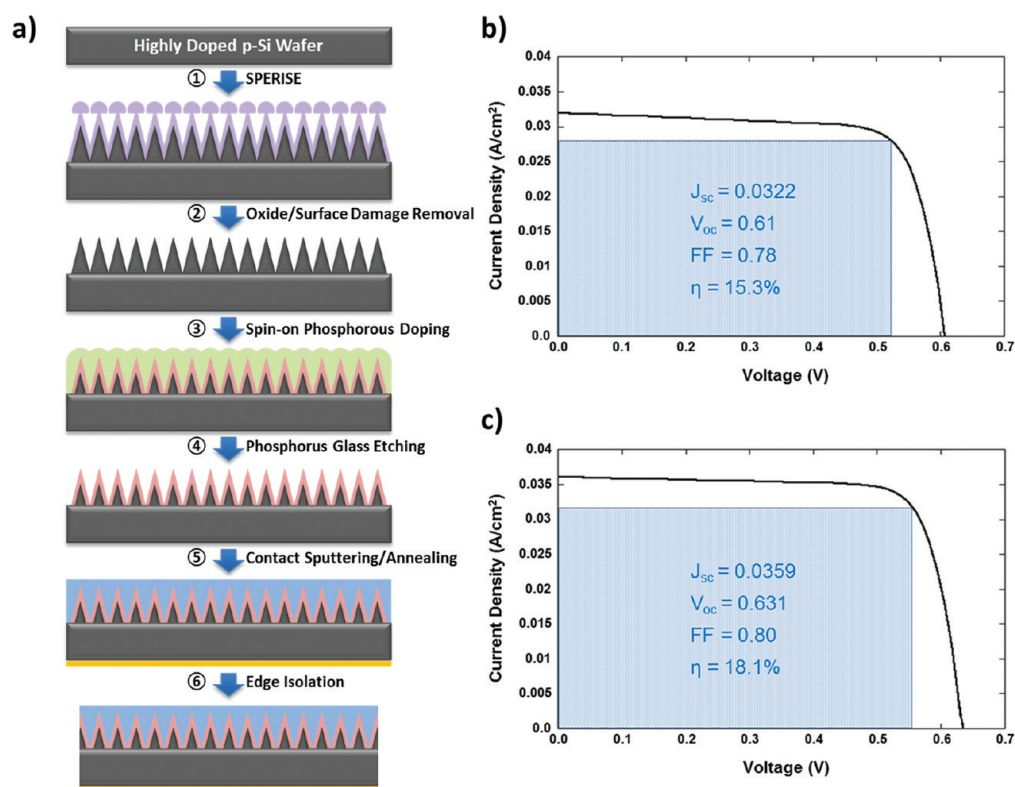 a)
Highly Doped p-Si Wafer
① SPERISE
② Oxide/Surface Damage Removal
③ Spin-on Phosphorous Doping
④ Phosphorus Glass Etching
⑤ Contact Sputtering/Annealing
⑥ Edge Isolation
b)
Current Density (A/cm²)
0.04
0.035
0.03
0.025
0.02
0.015
0.01
0.005
0.0
Jsc = 0.0322
Voc = 0.61
FF = 0.78
η = 15.3%
0.0 0.1 0.2 0.3 0.4 0.5 0.6 0.7
Voltage (V)
c)
Current Density (A/cm²)
0.04
0.035
0.03
0.025
0.02
0.015
0.01
0.005
0.0
Jsc = 0.0359
Voc = 0.631
FF = 0.80
η = 18.1%
0.0 0.1 0.2 0.3 0.4 0.5 0.6 0.7
Voltage (V)